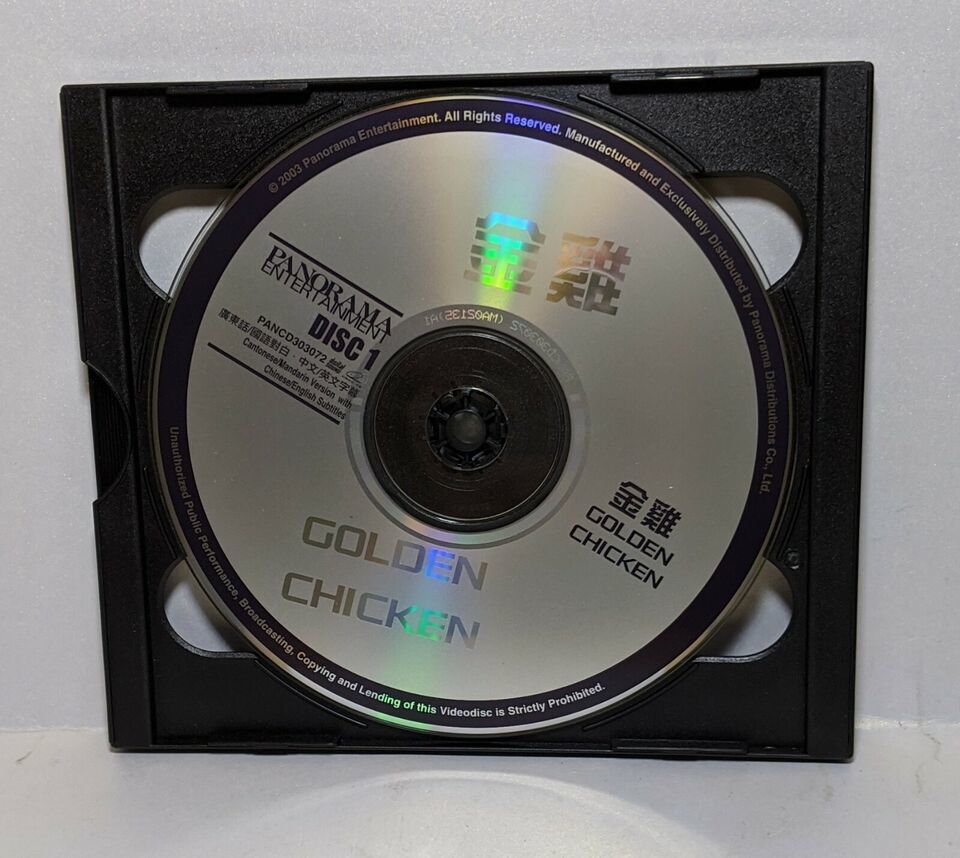 © 2003 Panorama Entertainment. All Rights Reserved. Manufactured and Exclusively Distributed by Panorama Distributions Co., Ltd.
金雞
PANORAMA
ENTERTAINMENT
DISC 1
PANCD303072
廣東話/國語對白．中文/英文字幕
Cantonese/Mandarin Version with
Chinese/English Subtitles
金雞
GOLDEN
CHICKEN
GOLDEN
CHICKEN
Unauthorized Public Performance, Broadcasting, Copying and Lending of this Videodisc is Strictly Prohibited.